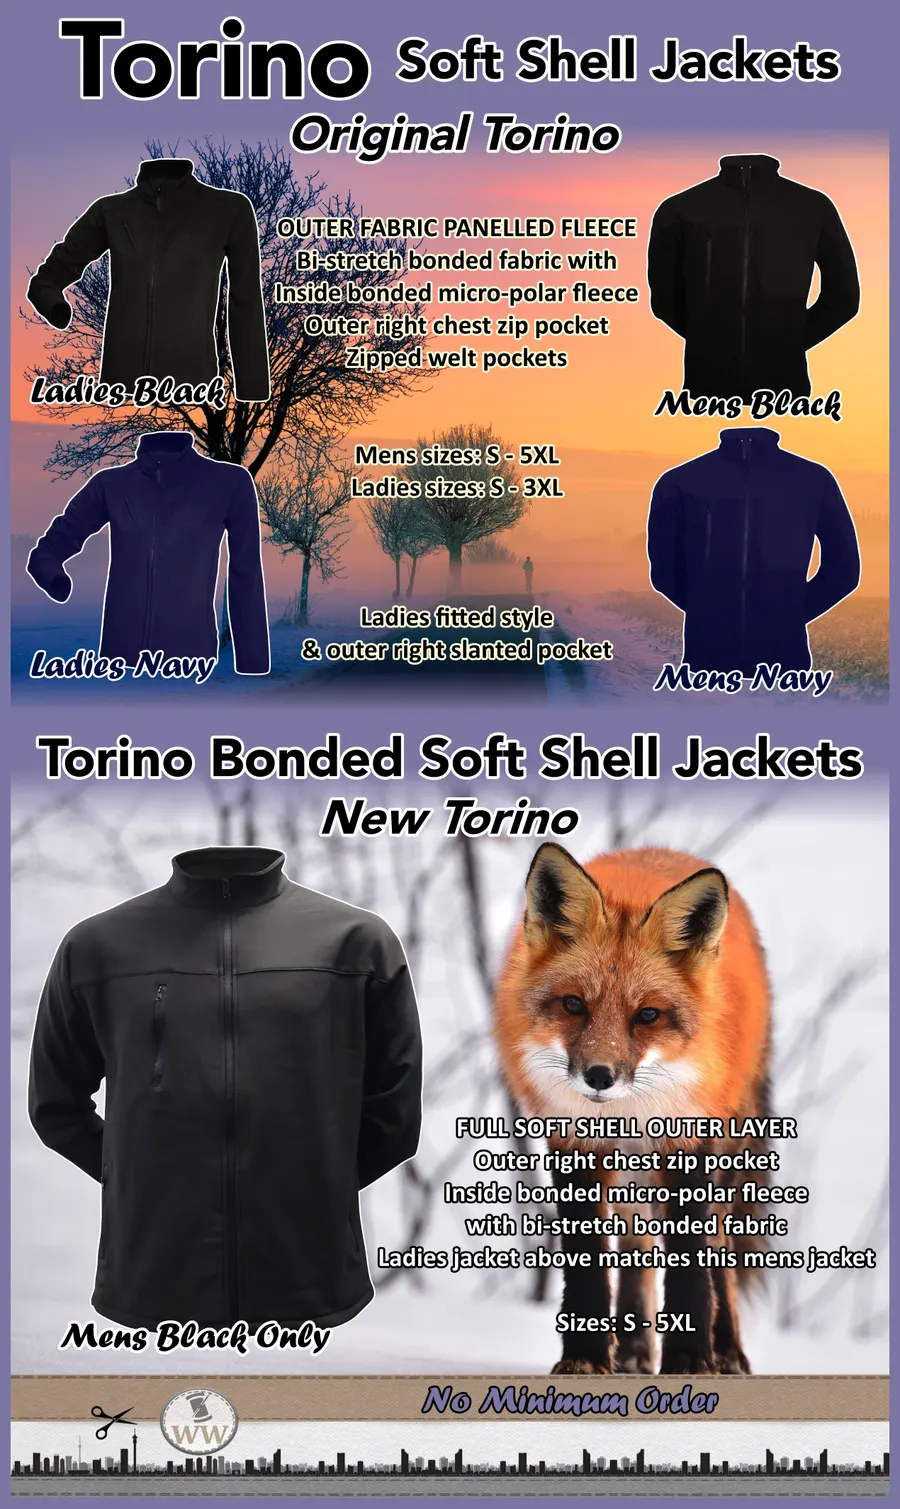 Torino Soft Shell Jackets
Original Torino
OUTER FABRIC PANELLED FLEECE
Bi-stretch bonded fabric with
Inside bonded micro-polar fleece
Outer right chest zip pocket
Zipped welt pockets
Ladies Black
Mens Black
Mens sizes: S - 5XL
Ladies sizes: S - 3XL
Ladies fitted style
& outer right slanted pocket
Ladies Navy
Mens Navy
Torino Bonded Soft Shell Jackets
New Torino
FULL SOFT SHELL OUTER LAYER
Outer right chest zip pocket
Inside bonded micro-polar fleece
with bi-stretch bonded fabric
Ladies jacket above matches this mens jacket
Sizes: S - 5XL
Mens Black Only
No Minimum Order
WW